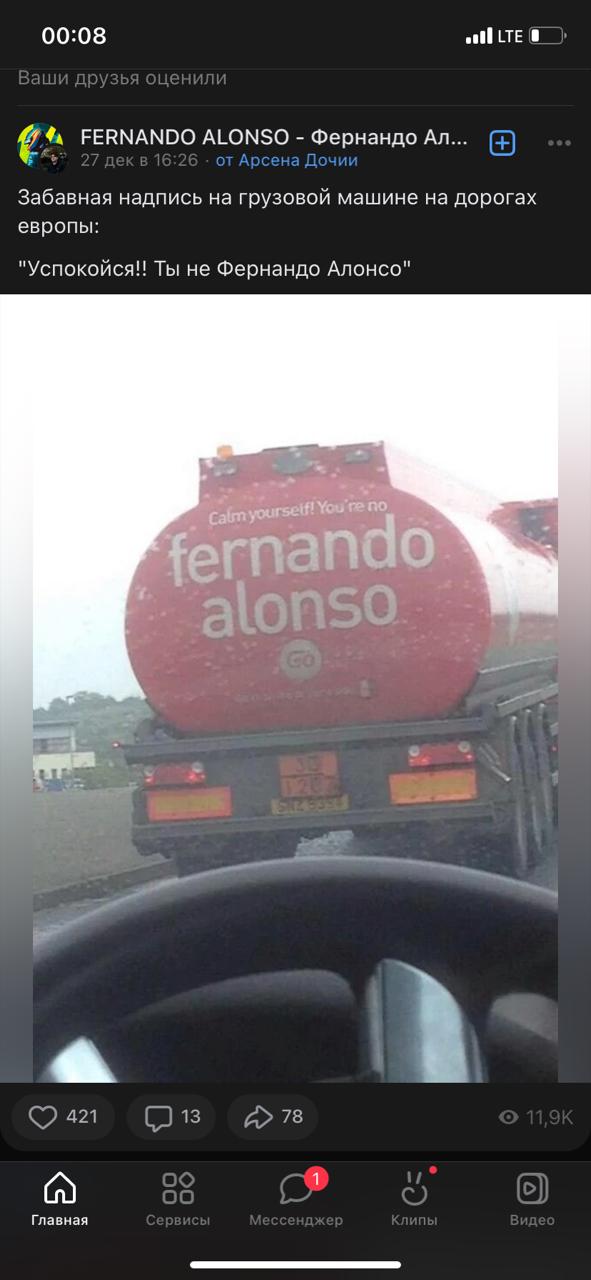 00:08
LTE
Ваши друзья оценили
FERNANDO ALONSO - Фернандо Ал...
27 дек в 16:26 · от Арсена Дочии
Забавная надпись на грузовой машине на дорогах
европы:
"Успокойся!! Ты не Фернандо Алонсо"
Calm yourself! You're no
fernando
alonso
Go
30
421
13
78
11,9K
1
Главная
Сервисы
Мессенджер
Клипы
Видео